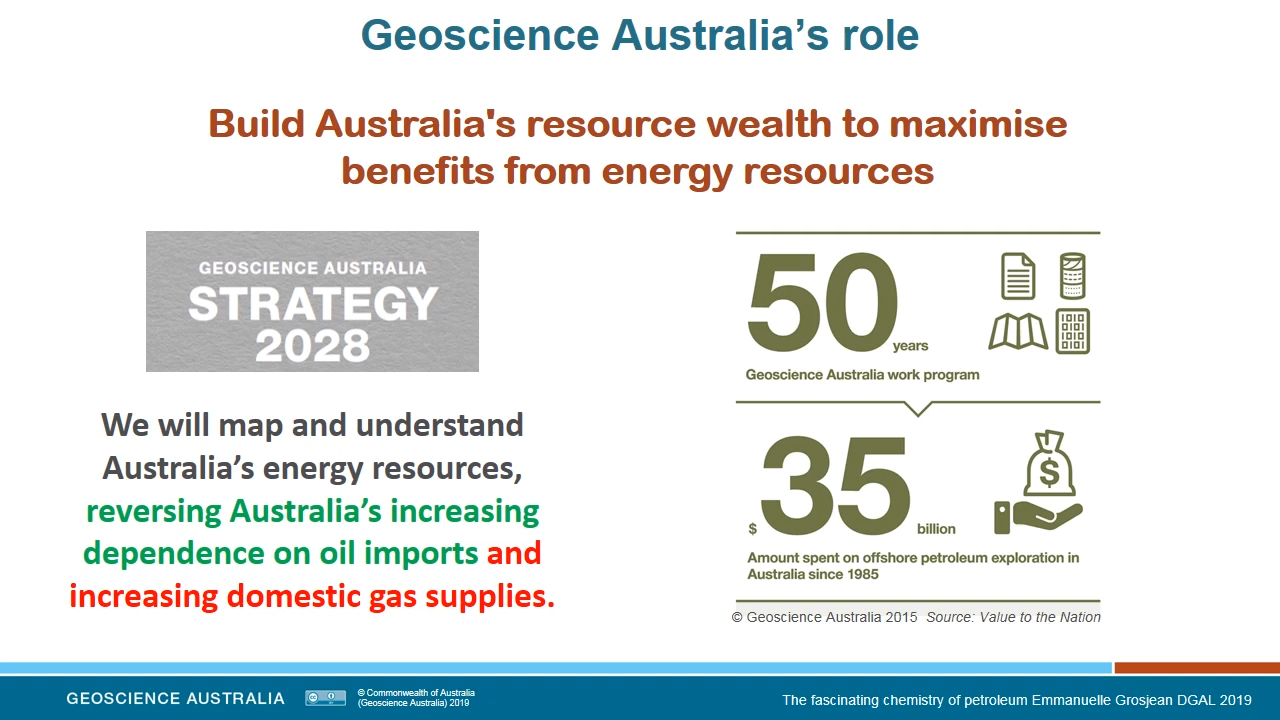 Geoscience Australia’s role
Build Australia's resource wealth to maximise
benefits from energy resources
GEOSCIENCE AUSTRALIA
STRATEGY
2028
We will map and understand
Australia’s energy resources,
reversing Australia’s increasing
dependence on oil imports and
increasing domestic gas supplies.
50 years
Geoscience Australia work program
$ 35 billion
$
Amount spent on offshore petroleum exploration in
Australia since 1985
© Geoscience Australia 2015 Source: Value to the Nation
GEOSCIENCE AUSTRALIA
cc
BY
© Commonwealth of Australia
(Geoscience Australia) 2019
The fascinating chemistry of petroleum Emmanuelle Grosjean DGAL 2019